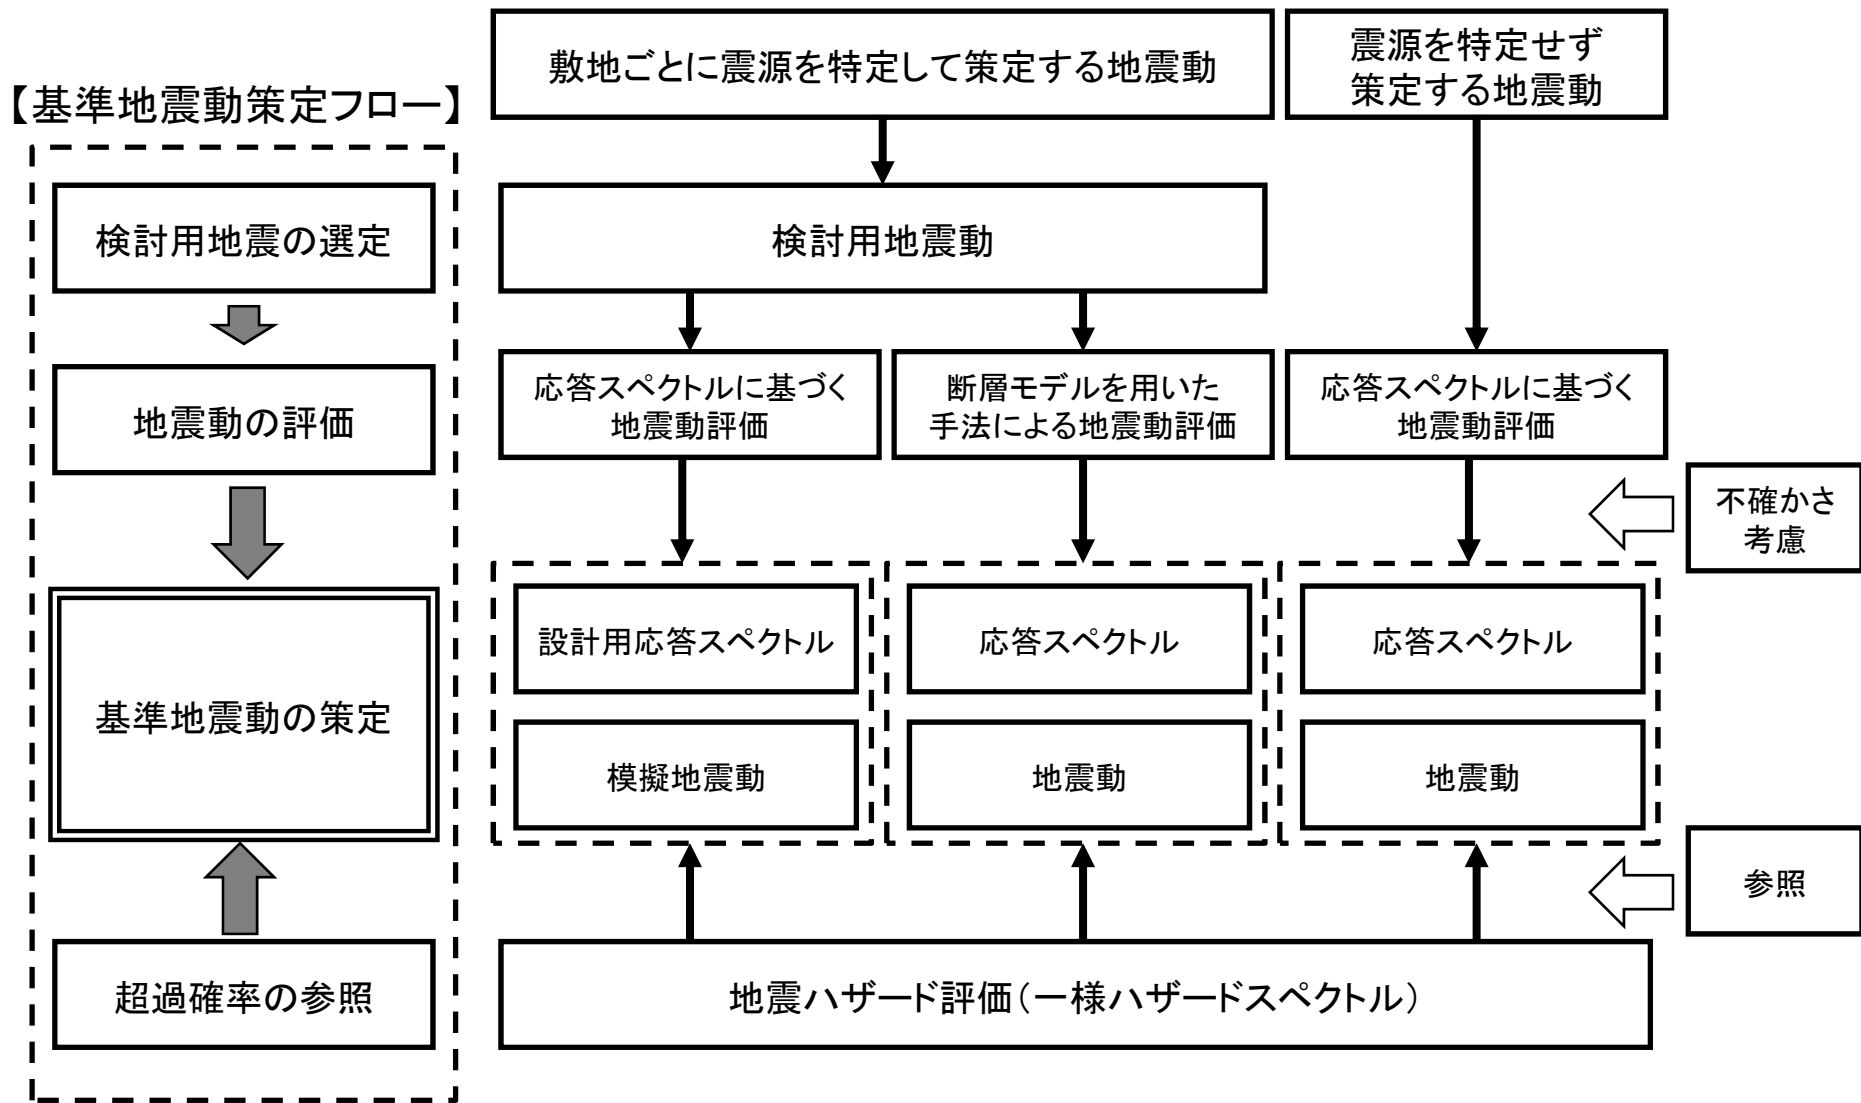 【基準地震動策定フロー】
検討用地震の選定
地震動の評価
基準地震動の策定
超過確率の参照
敷地ごとに震源を特定して策定する地震動
震源を特定せず
策定する地震動
検討用地震動
応答スペクトルに基づく
地震動評価
断層モデルを用いた
手法による地震動評価
応答スペクトルに基づく
地震動評価
不確かさ
考慮
設計用応答スペクトル
模擬地震動
応答スペクトル
地震動
応答スペクトル
地震動
参照
地震ハザード評価(一様ハザードスペクトル)